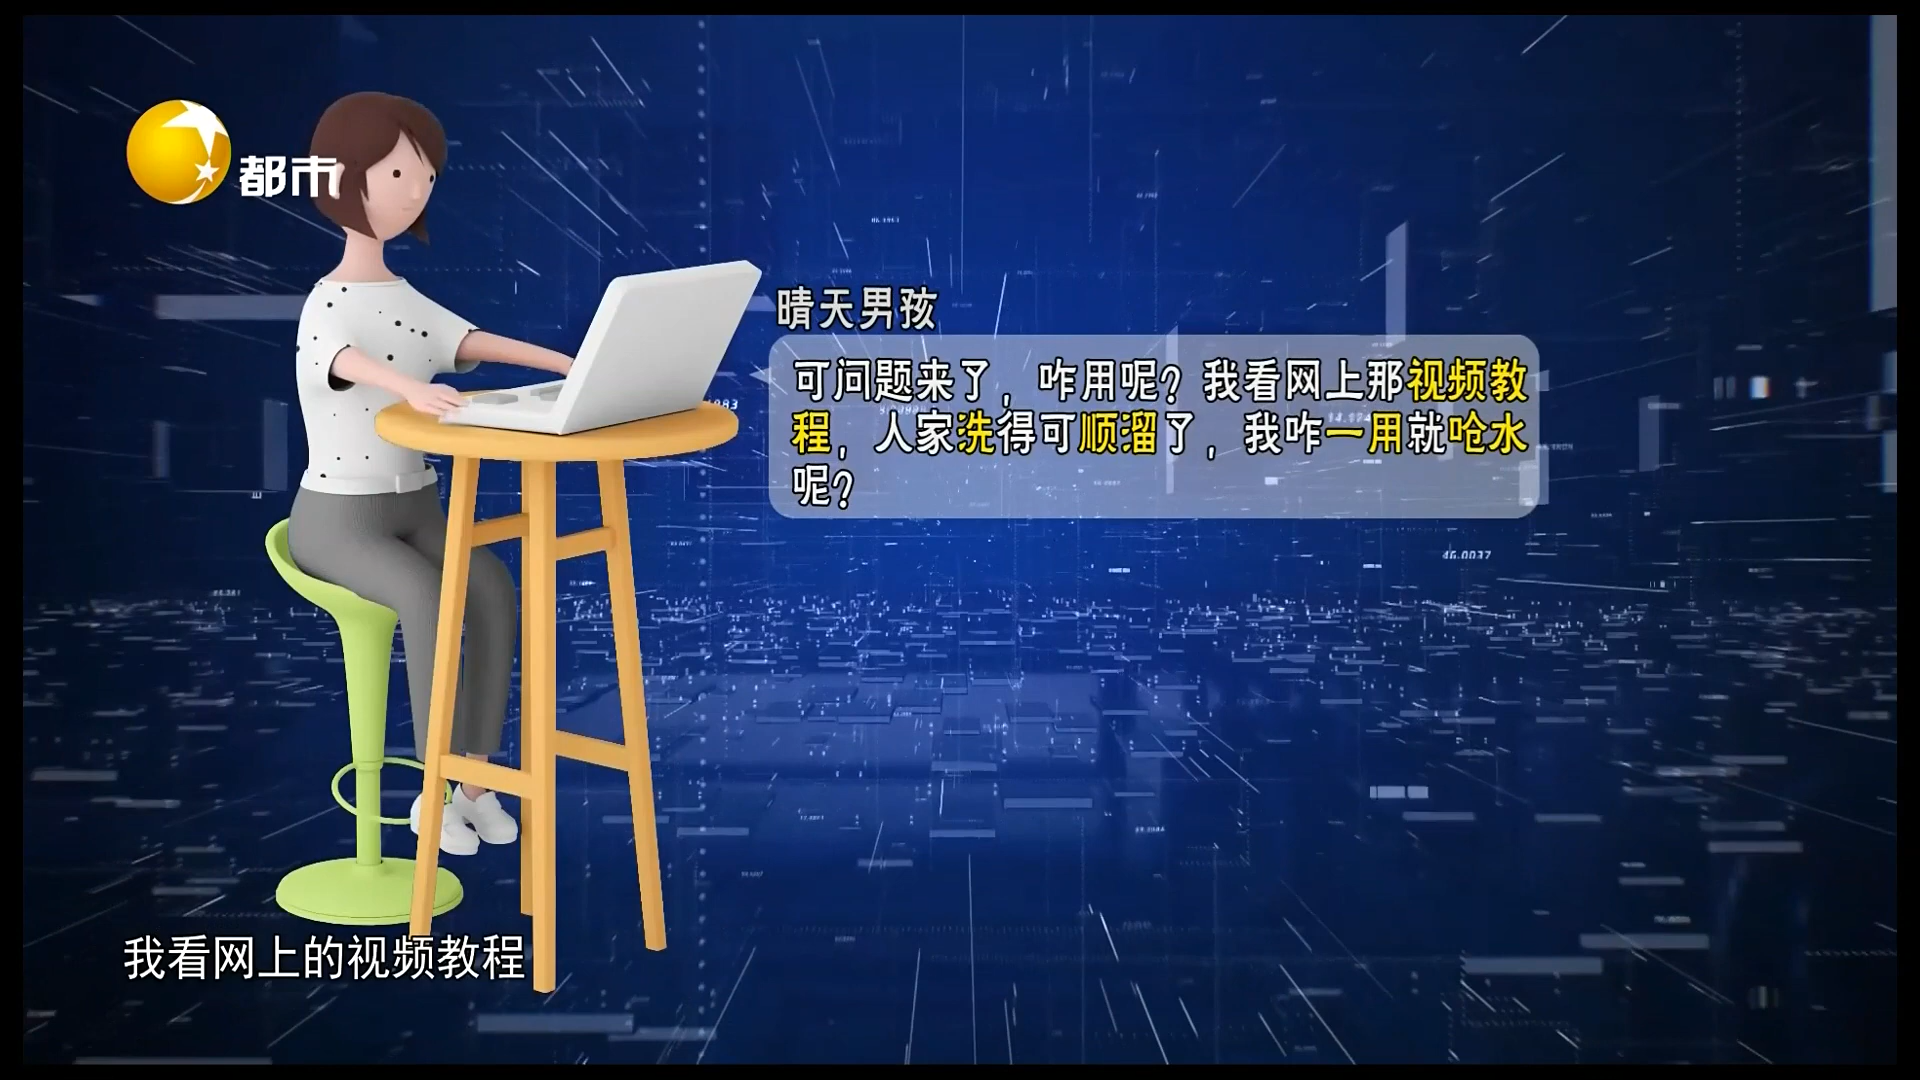 都市
晴天男孩
可问题来了，咋用呢？我看网上那视频教
程，人家洗得可顺溜了，我咋一用就呛水
呢？
46.0037
我看网上的视频教程